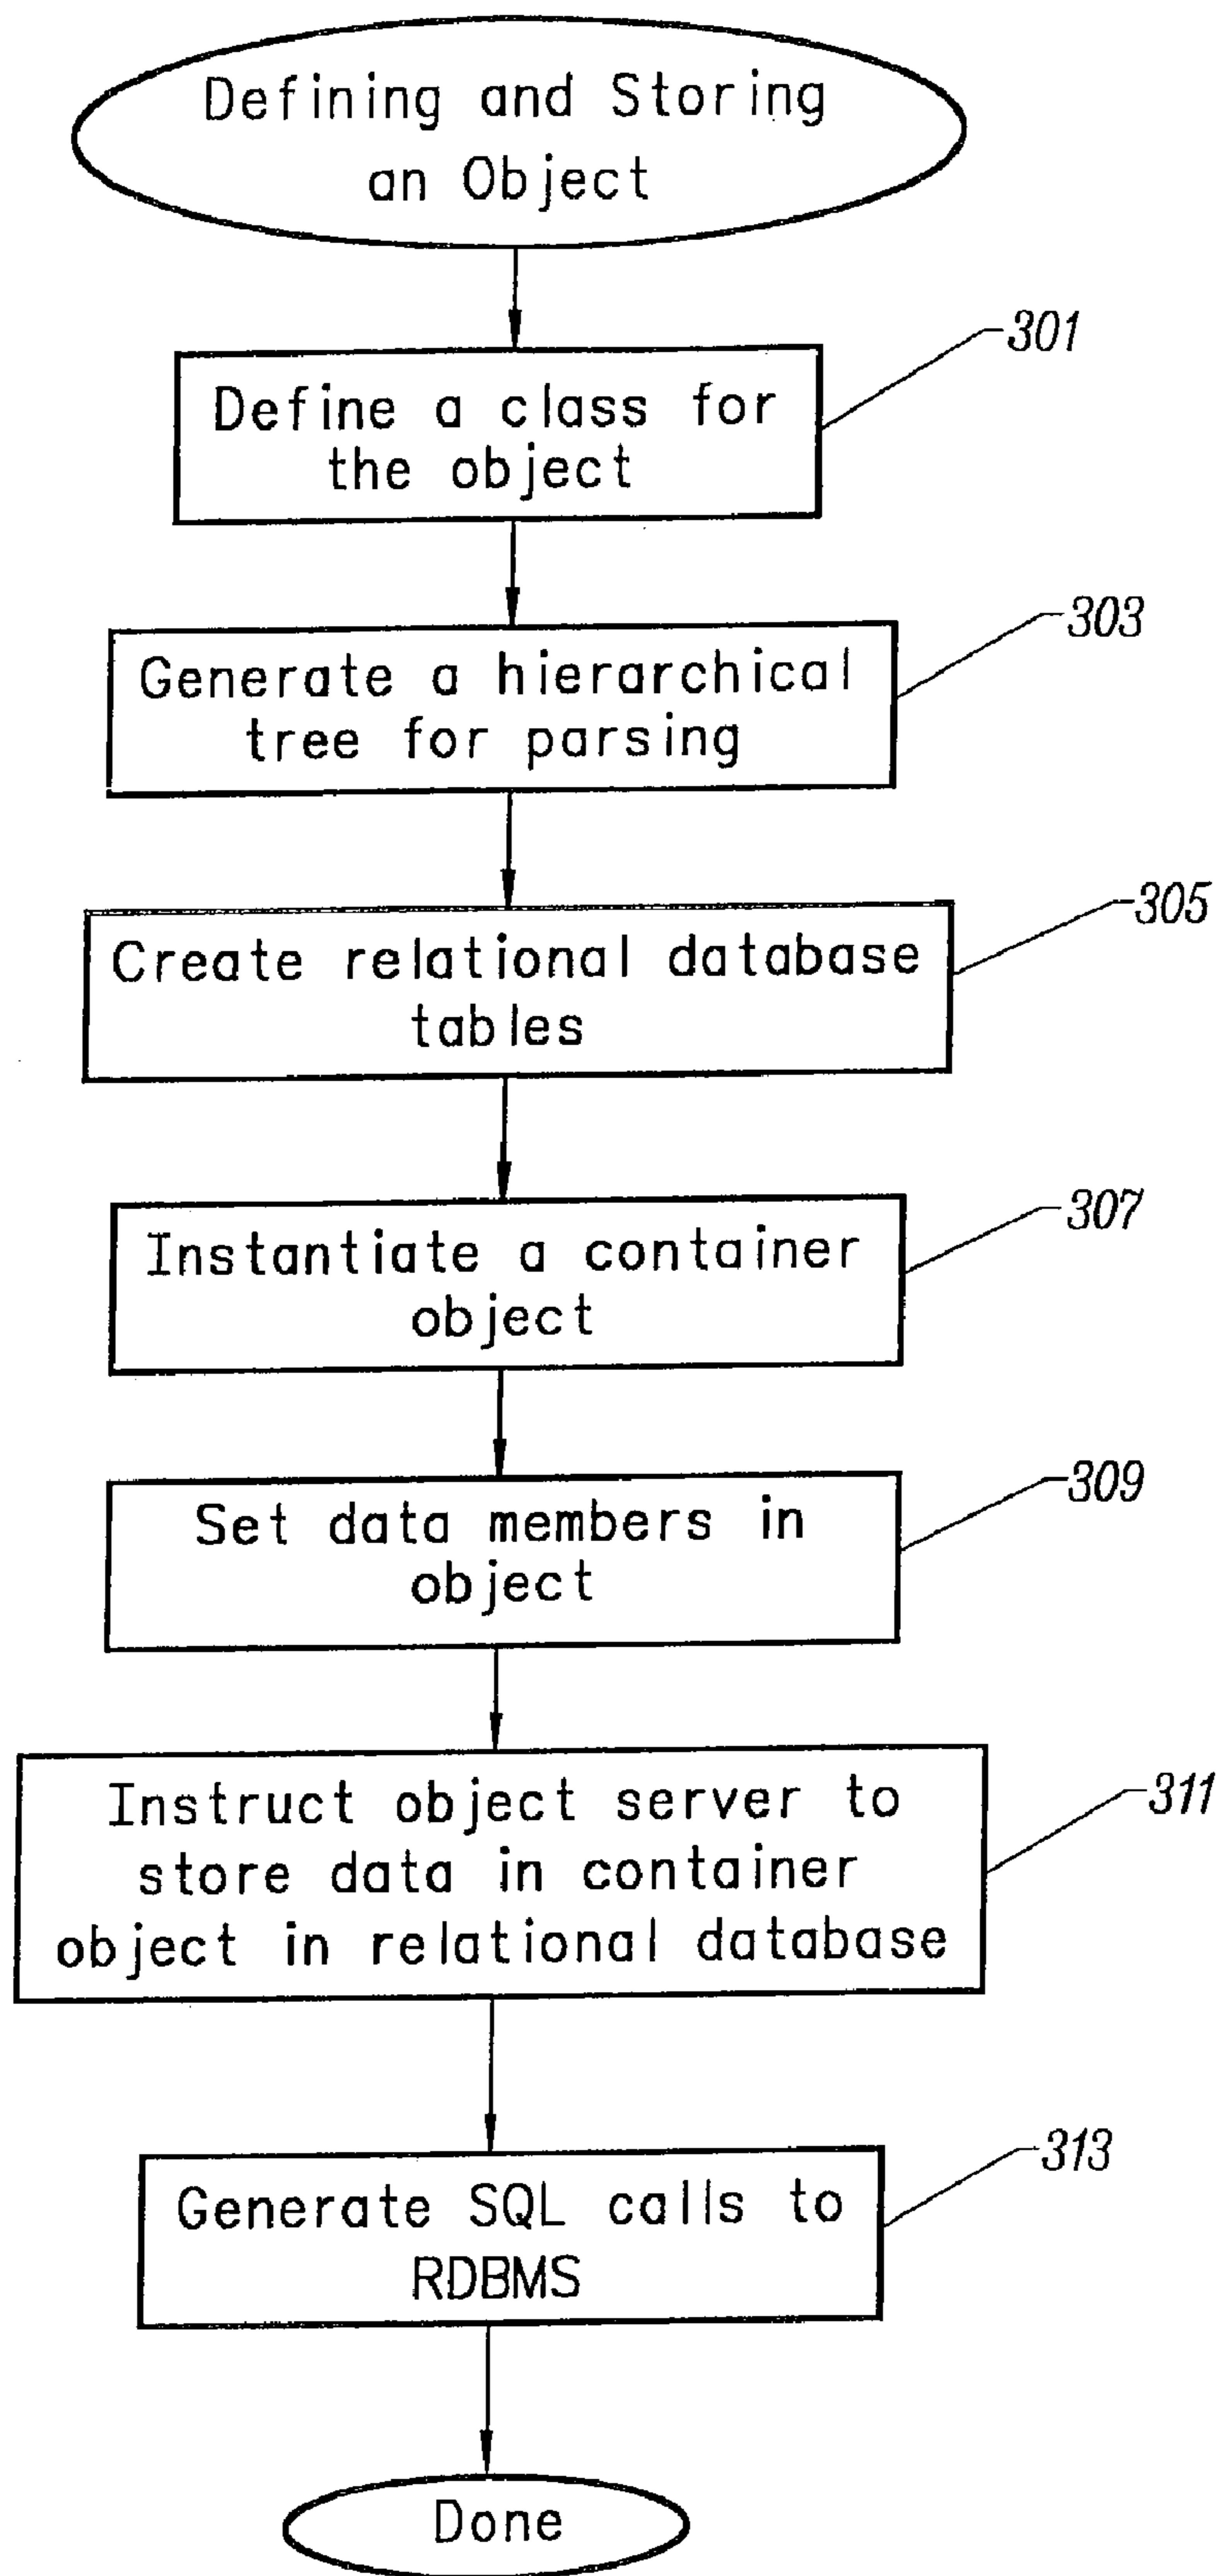 Defining and Storing
an Object
301
Define a class for
the object
303
Generate a hierarchical
tree for parsing
305
Create relational database
tables
307
Instantiate a container
object
309
Set data members in
object
311
Instruct object server to
store data in container
object in relational database
313
Generate SQL calls to
RDBMS
Done